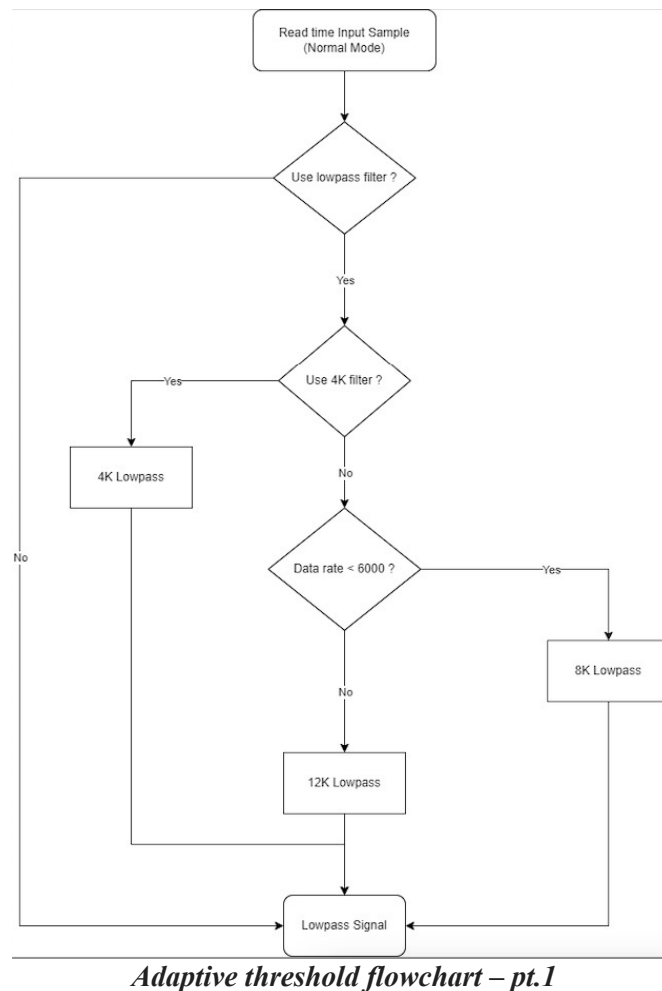 Read time Input Sample
(Normal Mode)
Use lowpass filter ?
Yes
Use 4K filter ?
Yes
4K Lowpass
No
No
Data rate < 6000 ?
Yes
8K Lowpass
No
12K Lowpass
Lowpass Signal
Adaptive threshold flowchart – pt.1